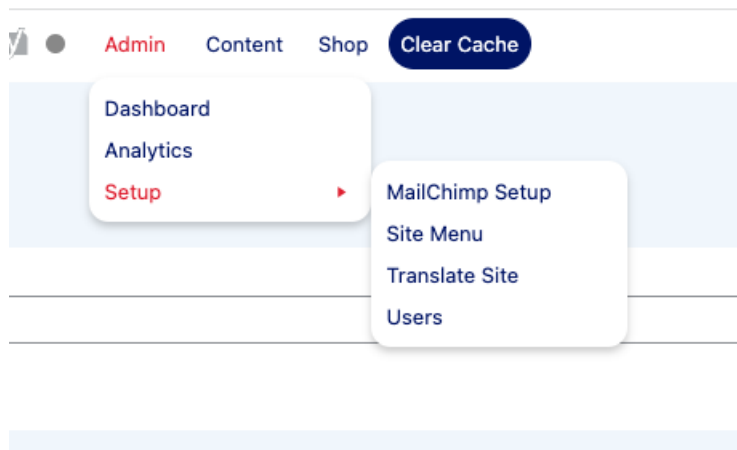 Admin Content Shop Clear Cache
Dashboard
Analytics
Setup
MailChimp Setup
Site Menu
Translate Site
Users